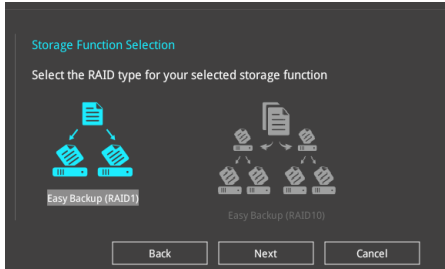 Storage Function Selection
Select the RAID type for your selected storage function
Easy Backup (RAID1)
Easy Backup (RAID10)
Back
Next
Cancel